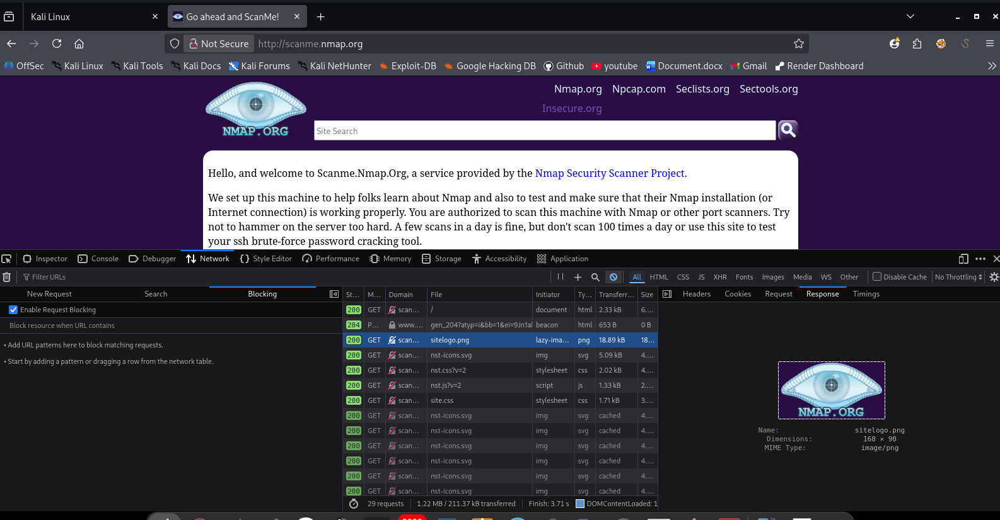 Kali Linux
Go ahead and ScanMe!
Not Secure
http://scanme.nmap.org
OffSec
Kali Linux
Kali Tools
Kali Docs
Kali Forums
Kali NetHunter
Exploit-DB
Google Hacking DB
Github
youtube
Document.docx
Gmail
Render Dashboard
NMAP.ORG
Nmap.org Npcap.com Seclists.org Sectools.org
Insecure.org
Site Search
Hello, and welcome to Scanme.Nmap.Org, a service provided by the Nmap Security Scanner Project.
We set up this machine to help folks learn about Nmap and also to test and make sure that their Nmap installation (or
Internet connection) is working properly. You are authorized to scan this machine with Nmap or other port scanners. Try
not to hammer on the server too hard. A few scans in a day is fine, but don't scan 100 times a day or use this site to test
your ssh brute-force password cracking tool.
Inspector Console Debugger Network Style Editor Performance Memory Storage Accessibility Application
Filter URLs
All HTML CSS JS XHR Fonts Images Media WS Other
Disable Cache
No Throttling
New Request Search Blocking
Enable Request Blocking
Block resource when URL contains
• Add URL patterns here to block matching requests.
• Start by adding a pattern or dragging a row from the network table.
St... M... Domain File Initiator Ty... Transferr... Size
200 GET scan... / document html 2.33 kB 6....
204 P... www.... gen_204?atyp=i&bb=1&ei=9Jn1al beacon html 653 B 0 B
200 GET scan... sitelogo.png lazy-ima... png 18.89 kB 18...
200 GET scan... nst-icons.svg img svg 5.09 kB 4....
200 GET scan... nst.css?v=2 stylesheet css 2.02 kB 4....
200 GET scan... nst.js?v=2 script js 1.33 kB 2....
200 GET scan... site.css stylesheet css 1.71 kB 3....
200 GET scan... nst-icons.svg img svg cached 4....
200 GET scan... nst-icons.svg img svg cached 4....
200 GET scan... nst-icons.svg img svg cached 4....
200 GET scan... nst-icons.svg img svg cached 4....
200 GET scan... nst-icons.svg img svg cached 4....
200 GET scan... nst-icons.svg img svg cached 4....
29 requests 1.22 MB / 211.37 kB transferred Finish: 3.71 s DOMContentLoaded: 1
Headers Cookies Request Response Timings
NMAP.ORG
Name: sitelogo.png
Dimensions: 168 × 90
MIME Type: image/png